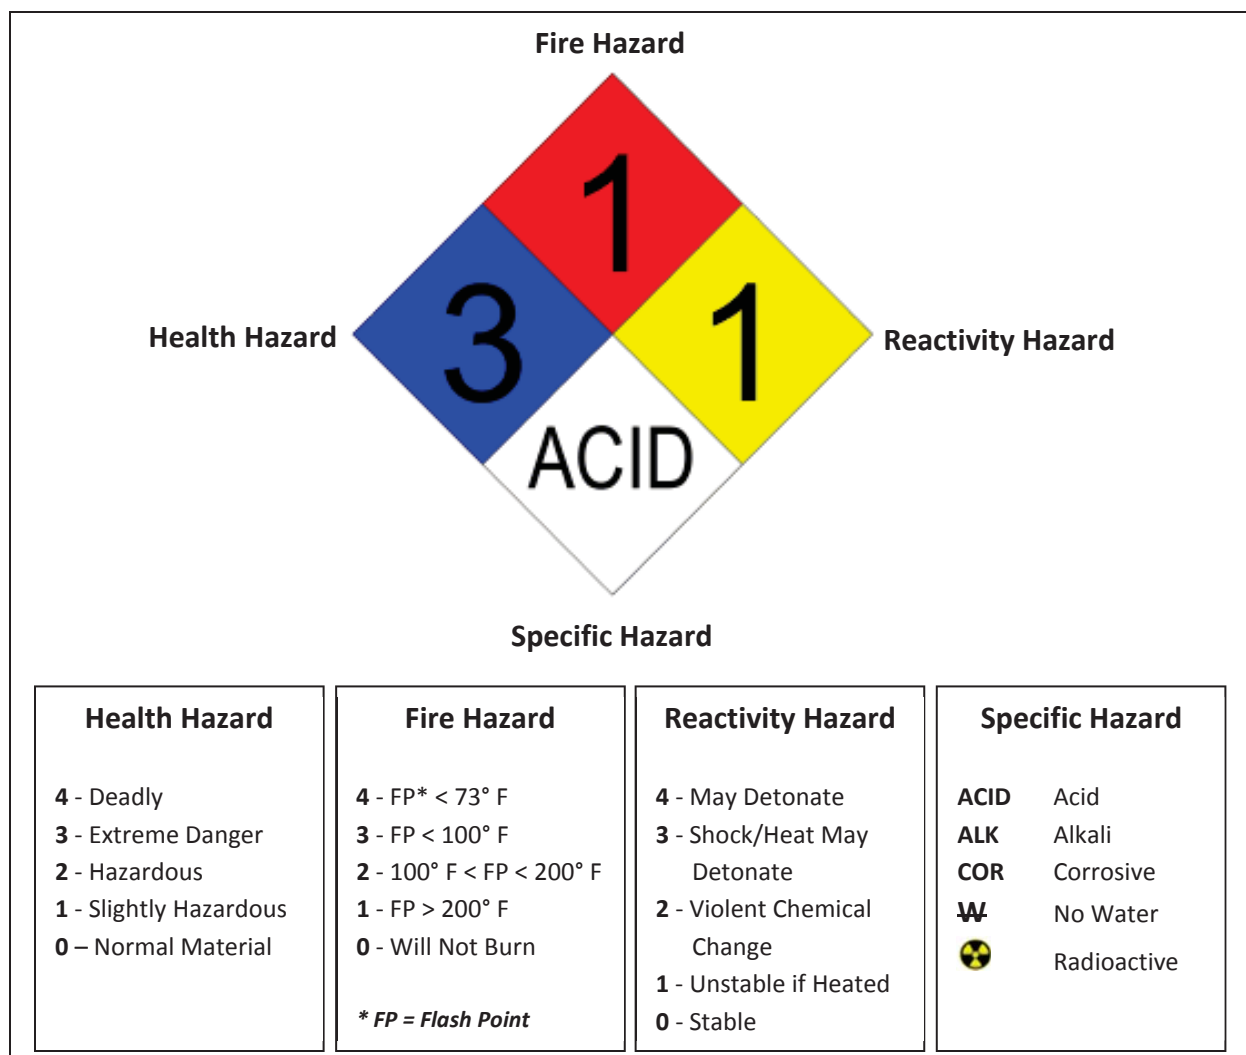 Fire Hazard
1
3
1
Health Hazard
Reactivity Hazard
ACID
Specific Hazard
Health Hazard
4 - Deadly
3 - Extreme Danger
2 - Hazardous
1 - Slightly Hazardous
0 – Normal Material
Fire Hazard
4 - FP* < 73° F
3 - FP < 100° F
2 - 100° F < FP < 200° F
1 - FP > 200° F
0 - Will Not Burn
* FP = Flash Point
Reactivity Hazard
4 - May Detonate
3 - Shock/Heat May
Detonate
2 - Violent Chemical
Change
1 - Unstable if Heated
0 - Stable
Specific Hazard
ACID Acid
ALK Alkali
COR Corrosive
W̶ No Water
Radioactive